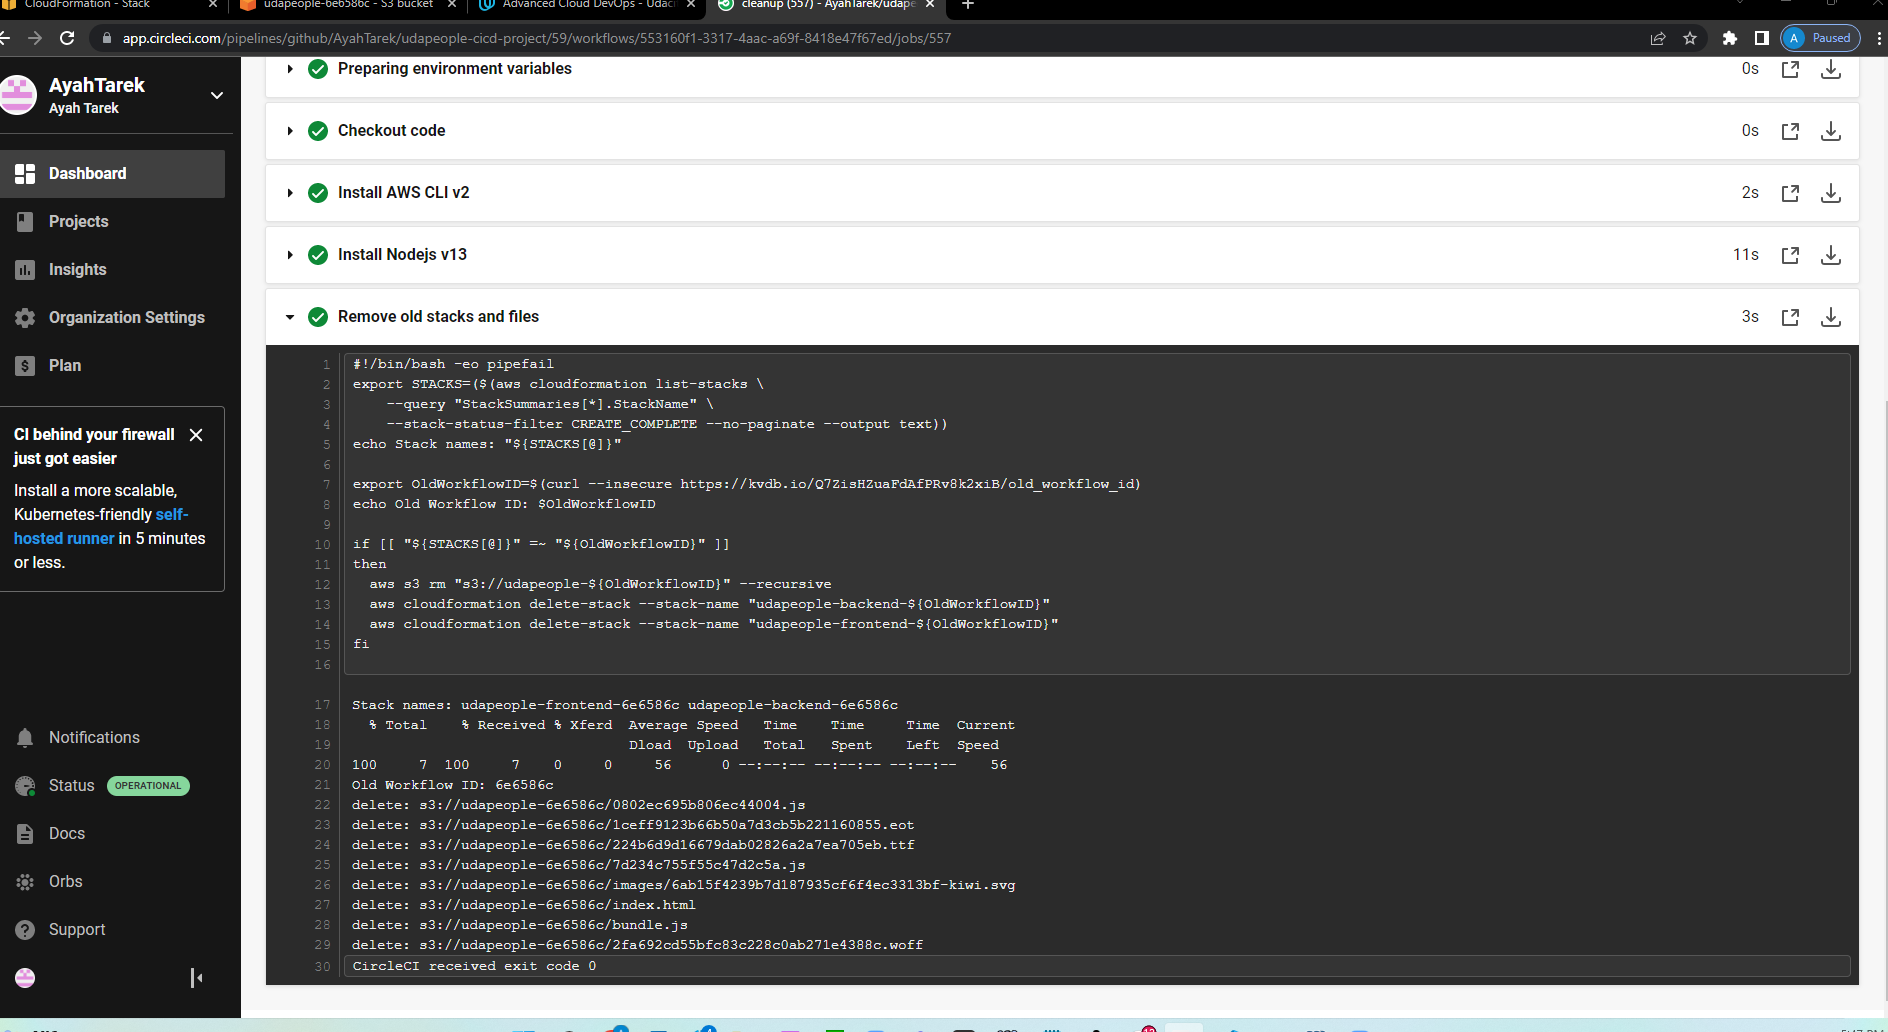 CloudFormation - Stack
udapeople-6e6586c - S3 bucket
Advanced Cloud DevOps - Udaci
cleanup (557) - AyahTarek/udape
app.circleci.com/pipelines/github/AyahTarek/udapeople-cicd-project/59/workflows/553160f1-3317-4aac-a69f-8418e47f67ed/jobs/557
A Paused
AyahTarek
Ayah Tarek
Dashboard
Projects
Insights
Organization Settings
Plan
CI behind your firewall
just got easier
Install a more scalable,
Kubernetes-friendly self-
hosted runner in 5 minutes
or less.
Notifications
Status OPERATIONAL
Docs
Orbs
Support
Preparing environment variables 0s
Checkout code 0s
Install AWS CLI v2 2s
Install Nodejs v13 11s
Remove old stacks and files 3s
1 #!/bin/bash -eo pipefail
2 export STACKS=($(aws cloudformation list-stacks \
3 --query "StackSummaries[*].StackName" \
4 --stack-status-filter CREATE_COMPLETE --no-paginate --output text))
5 echo Stack names: "${STACKS[@]}"
6
7 export OldWorkflowID=$(curl --insecure https://kvdb.io/Q7ZisHZuaFdAfPRv8k2xiB/old_workflow_id)
8 echo Old Workflow ID: $OldWorkflowID
9
10 if [[ "${STACKS[@]}" =~ "${OldWorkflowID}" ]]
11 then
12 aws s3 rm "s3://udapeople-${OldWorkflowID}" --recursive
13 aws cloudformation delete-stack --stack-name "udapeople-backend-${OldWorkflowID}"
14 aws cloudformation delete-stack --stack-name "udapeople-frontend-${OldWorkflowID}"
15 fi
16
17 Stack names: udapeople-frontend-6e6586c udapeople-backend-6e6586c
18 % Total % Received % Xferd Average Speed Time Time Time Current
19 Dload Upload Total Spent Left Speed
20 100 7 100 7 0 0 56 0 --:--:-- --:--:-- --:--:-- 56
21 Old Workflow ID: 6e6586c
22 delete: s3://udapeople-6e6586c/0802ec695b806ec44004.js
23 delete: s3://udapeople-6e6586c/1ceff9123b66b50a7d3cb5b221160855.eot
24 delete: s3://udapeople-6e6586c/224b6d9d16679dab02826a2a7ea705eb.ttf
25 delete: s3://udapeople-6e6586c/7d234c755f55c47d2c5a.js
26 delete: s3://udapeople-6e6586c/images/6ab15f4239b7d187935cf6f4ec3313bf-kiwi.svg
27 delete: s3://udapeople-6e6586c/index.html
28 delete: s3://udapeople-6e6586c/bundle.js
29 delete: s3://udapeople-6e6586c/2fa692cd55bfc83c228c0ab271e4388c.woff
30 CircleCI received exit code 0